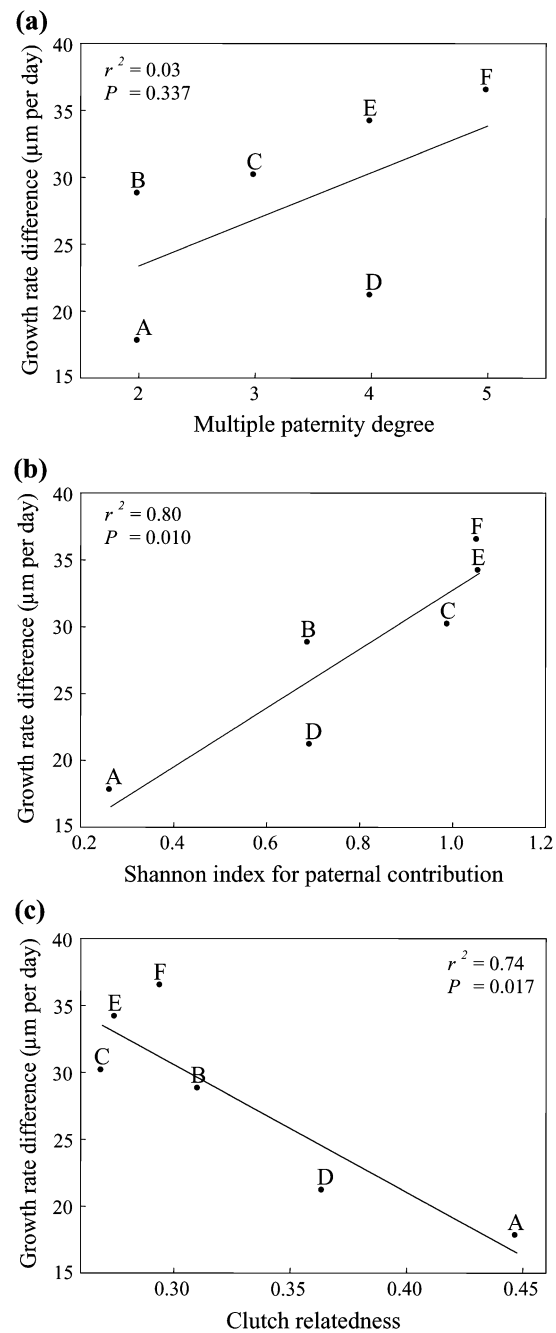 (a)
40
35
30
25
20
15
Growth rate difference (µm per day)
r² = 0.03
P = 0.337
A
B
C
D
E
F
2 3 4 5
Multiple paternity degree
(b)
40
35
30
25
20
15
Growth rate difference (µm per day)
r² = 0.80
P = 0.010
A
B
C
D
E
F
0.2 0.4 0.6 0.8 1.0 1.2
Shannon index for paternal contribution
(c)
40
35
30
25
20
15
Growth rate difference (µm per day)
r² = 0.74
P = 0.017
F
E
C
B
D
A
0.30 0.35 0.40 0.45
Clutch relatedness